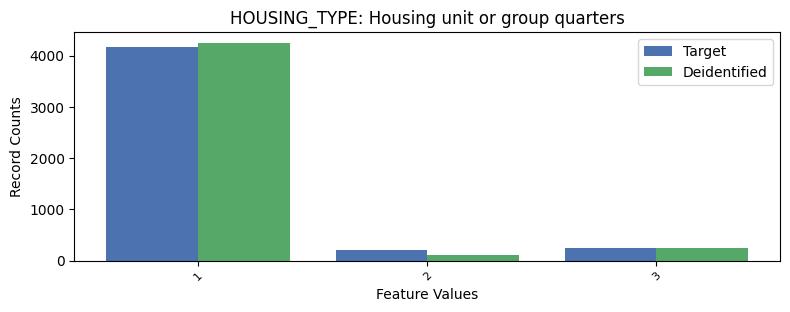 HOUSING_TYPE: Housing unit or group quarters
Target
Deidentified
Record Counts
4000
3000
2000
1000
0
1
2
3
Feature Values